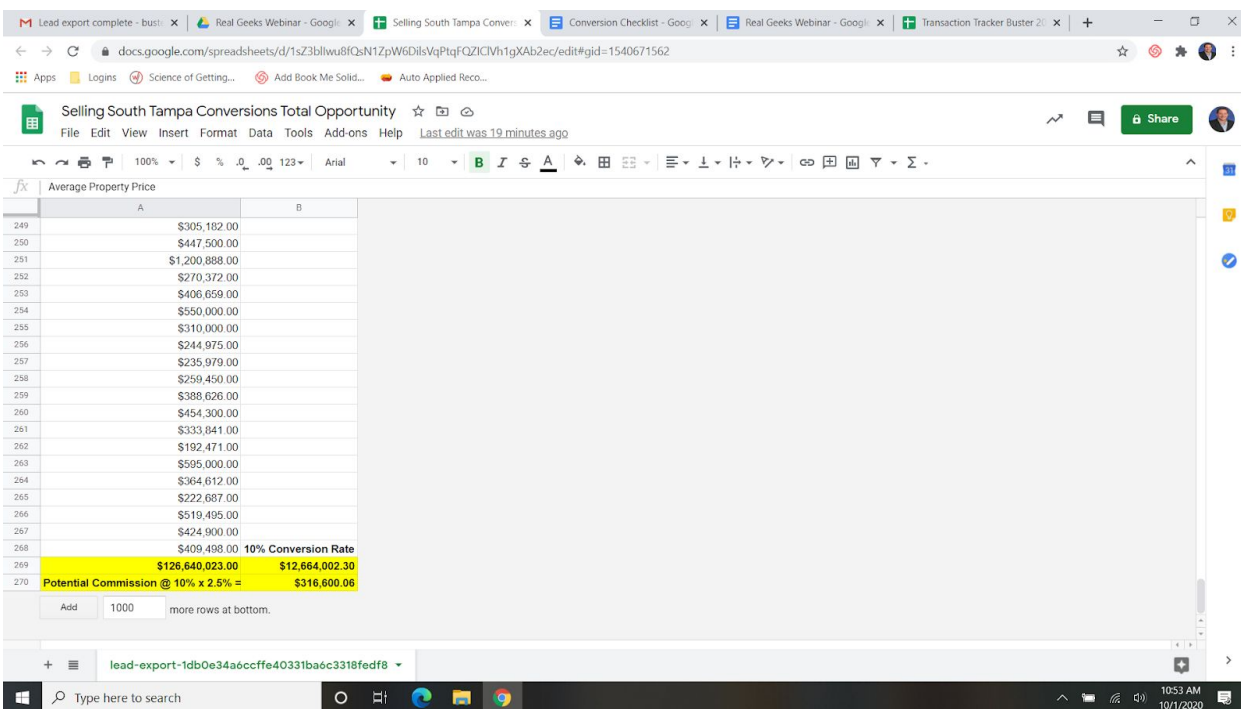 Lead export complete - buste
Real Geeks Webinar - Google
Selling South Tampa Convers
Conversion Checklist - Goog
Real Geeks Webinar - Google
Transaction Tracker Buster 20
docs.google.com/spreadsheets/d/1sZ3blIwu8fQsN1ZpW6DilsVqPtqFQZIClVh1gXAb2ec/edit#gid=1540671562
Apps Logins Science of Getting... Add Book Me Solid... Auto Applied Reco...
Selling South Tampa Conversions Total Opportunity
File Edit View Insert Format Data Tools Add-ons Help Last edit was 19 minutes ago
Share
100% $ % .0 .00 123 Arial 10 B I S A
fx Average Property Price
A B
249 $305,182.00
250 $447,500.00
251 $1,200,888.00
252 $270,372.00
253 $406,659.00
254 $550,000.00
255 $310,000.00
256 $244,975.00
257 $235,979.00
258 $259,450.00
259 $388,626.00
260 $454,300.00
261 $333,841.00
262 $192,471.00
263 $595,000.00
264 $364,612.00
265 $222,687.00
266 $519,495.00
267 $424,900.00
268 $409,498.00 10% Conversion Rate
269 $126,640,023.00 $12,664,002.30
270 Potential Commission @ 10% x 2.5% = $316,600.06
Add 1000 more rows at bottom.
lead-export-1db0e34a6ccffe40331ba6c3318fedf8
Type here to search
10:53 AM
10/1/2020